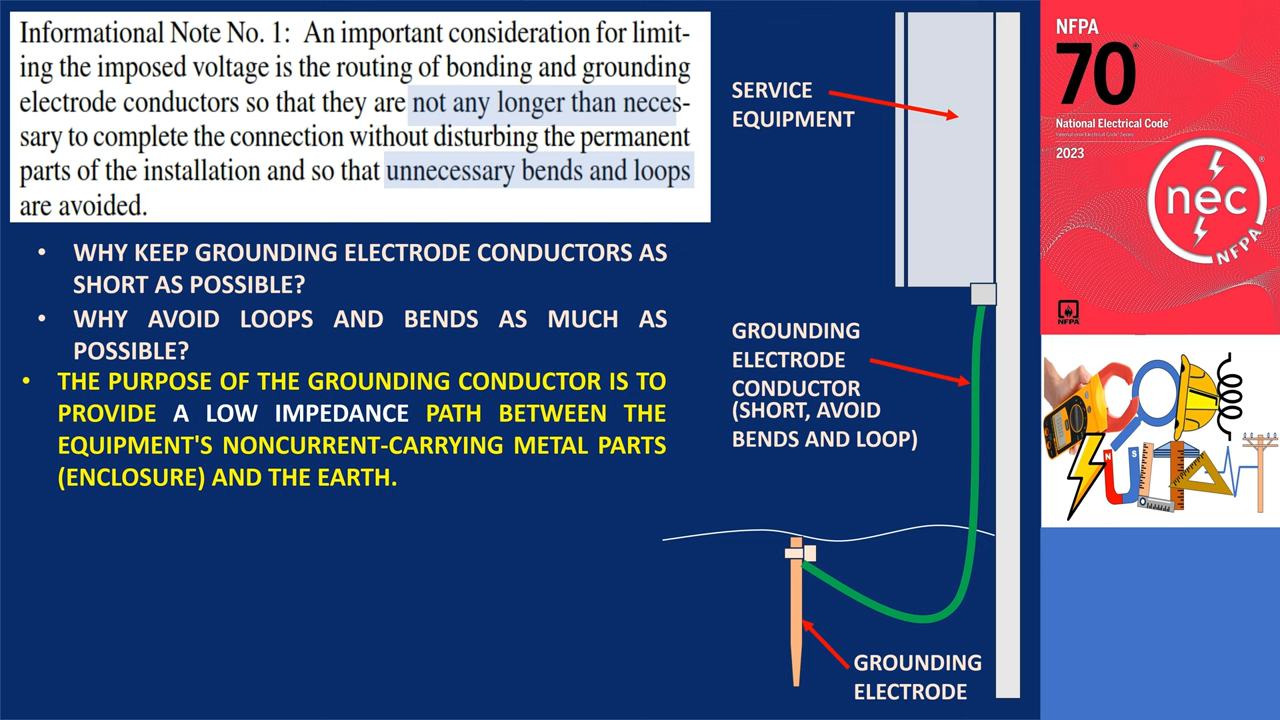 Informational Note No. 1: An important consideration for limit-
ing the imposed voltage is the routing of bonding and grounding
electrode conductors so that they are not any longer than neces-
sary to complete the connection without disturbing the permanent
parts of the installation and so that unnecessary bends and loops
are avoided.
• WHY KEEP GROUNDING ELECTRODE CONDUCTORS AS
SHORT AS POSSIBLE?
• WHY AVOID LOOPS AND BENDS AS MUCH AS
POSSIBLE?
• THE PURPOSE OF THE GROUNDING CONDUCTOR IS TO
PROVIDE A LOW IMPEDANCE PATH BETWEEN THE
EQUIPMENT'S NONCURRENT-CARRYING METAL PARTS
(ENCLOSURE) AND THE EARTH.
SERVICE
EQUIPMENT
GROUNDING
ELECTRODE
CONDUCTOR
(SHORT, AVOID
BENDS AND LOOP)
GROUNDING
ELECTRODE
NFPA
70®
National Electrical Code®
International Electrical Code® Series
2023
nec®
NFPA
NFPA
N S